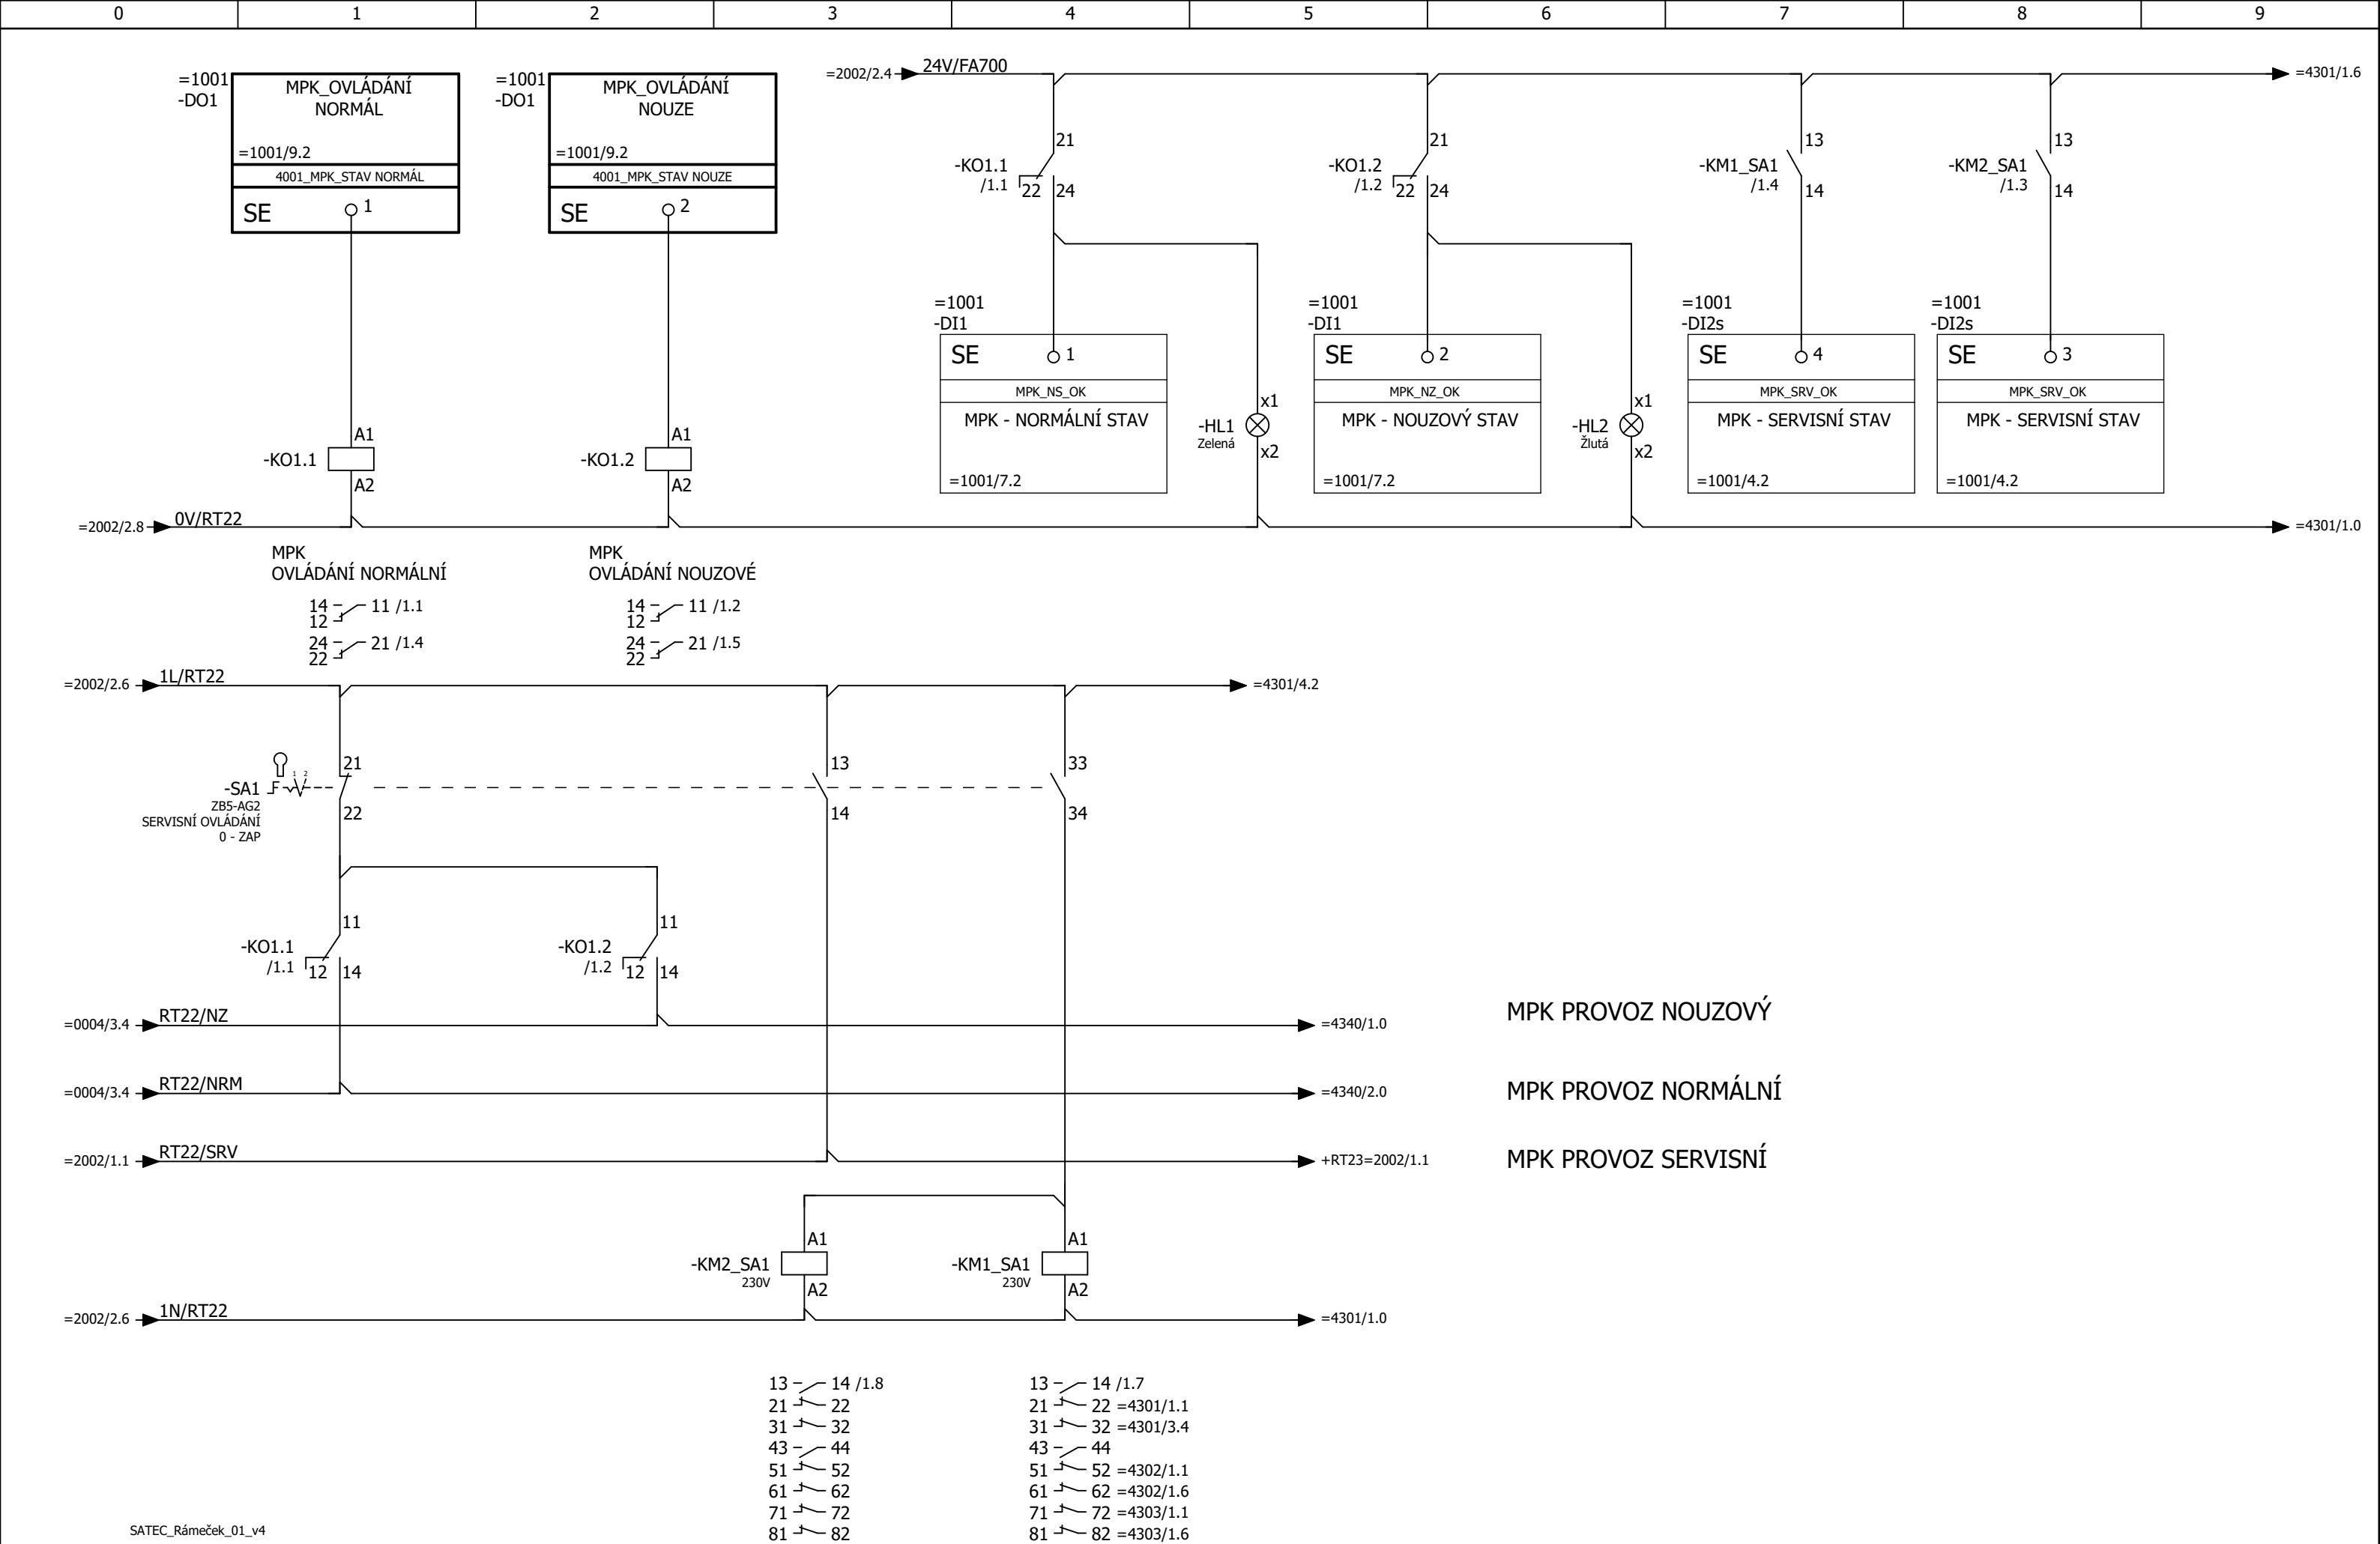 0 1 2 3 4 5 6 7 8 9
=1001
-DO1
MPK_OVLÁDÁNÍ
NORMÁL
=1001/9.2
4001_MPK_STAV NORMÁL
SE 1
=1001
-DO1
MPK_OVLÁDÁNÍ
NOUZE
=1001/9.2
4001_MPK_STAV NOUZE
SE 2
=2002/2.4 24V/FA700 =4301/1.6
21
-KO1.1
/1.1
22 24
21
-KO1.2
/1.2
22 24
13
-KM1_SA1
/1.4
14
13
-KM2_SA1
/1.3
14
=1001
-DI1
SE 1
MPK_NS_OK
MPK - NORMÁLNÍ STAV
=1001/7.2
x1
-HL1
Zelená
x2
=1001
-DI1
SE 2
MPK_NZ_OK
MPK - NOUZOVÝ STAV
=1001/7.2
x1
-HL2
Žlutá
x2
=1001
-DI2s
SE 4
MPK_SRV_OK
MPK - SERVISNÍ STAV
=1001/4.2
=1001
-DI2s
SE 3
MPK_SRV_OK
MPK - SERVISNÍ STAV
=1001/4.2
A1
-KO1.1
A2
A1
-KO1.2
A2
=2002/2.8 0V/RT22 =4301/1.0
MPK
OVLÁDÁNÍ NORMÁLNÍ
14 11 /1.1
12
24 21 /1.4
22
MPK
OVLÁDÁNÍ NOUZOVÉ
14 11 /1.2
12
24 21 /1.5
22
=2002/2.6 1L/RT22 =4301/4.2
21
1 2
-SA1
ZB5-AG2
SERVISNÍ OVLÁDÁNÍ
0 - ZAP
22
13
14
33
34
11
-KO1.1
/1.1
12 14
11
-KO1.2
/1.2
12 14
=0004/3.4 RT22/NZ =4340/1.0 MPK PROVOZ NOUZOVÝ
=0004/3.4 RT22/NRM =4340/2.0 MPK PROVOZ NORMÁLNÍ
=2002/1.1 RT22/SRV +RT23=2002/1.1 MPK PROVOZ SERVISNÍ
A1
-KM2_SA1
230V
A2
A1
-KM1_SA1
230V
A2
=2002/2.6 1N/RT22 =4301/1.0
13 14 /1.8
21 22
31 32
43 44
51 52
61 62
71 72
81 82
13 14 /1.7
21 22 =4301/1.1
31 32 =4301/3.4
43 44
51 52 =4302/1.1
61 62 =4302/1.6
71 72 =4303/1.1
81 82 =4303/1.6
SATEC_Rámeček_01_v4